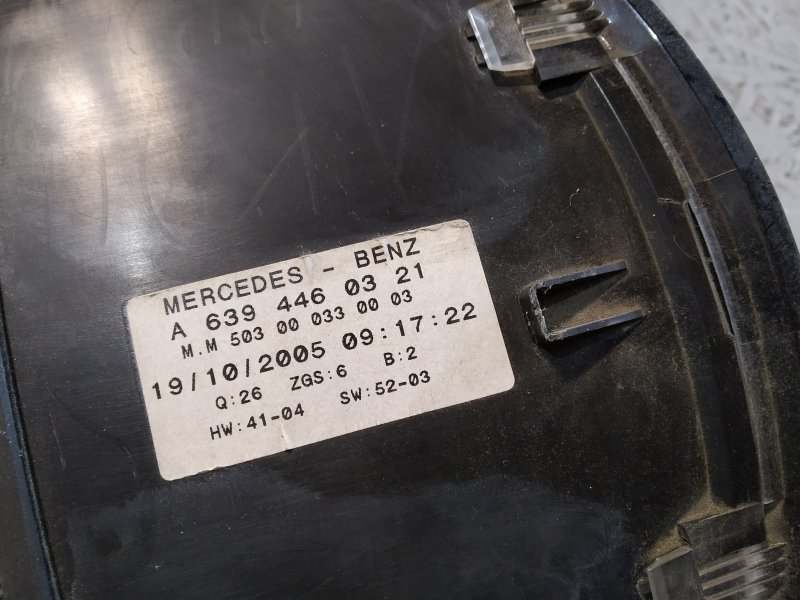 MERCEDES - BENZ
A 639 446 03 21
M.M 503 00 033 00 03
19/10/2005 09:17:22
Q:26 ZGS:6 B:2
HW:41-04 SW:52-03